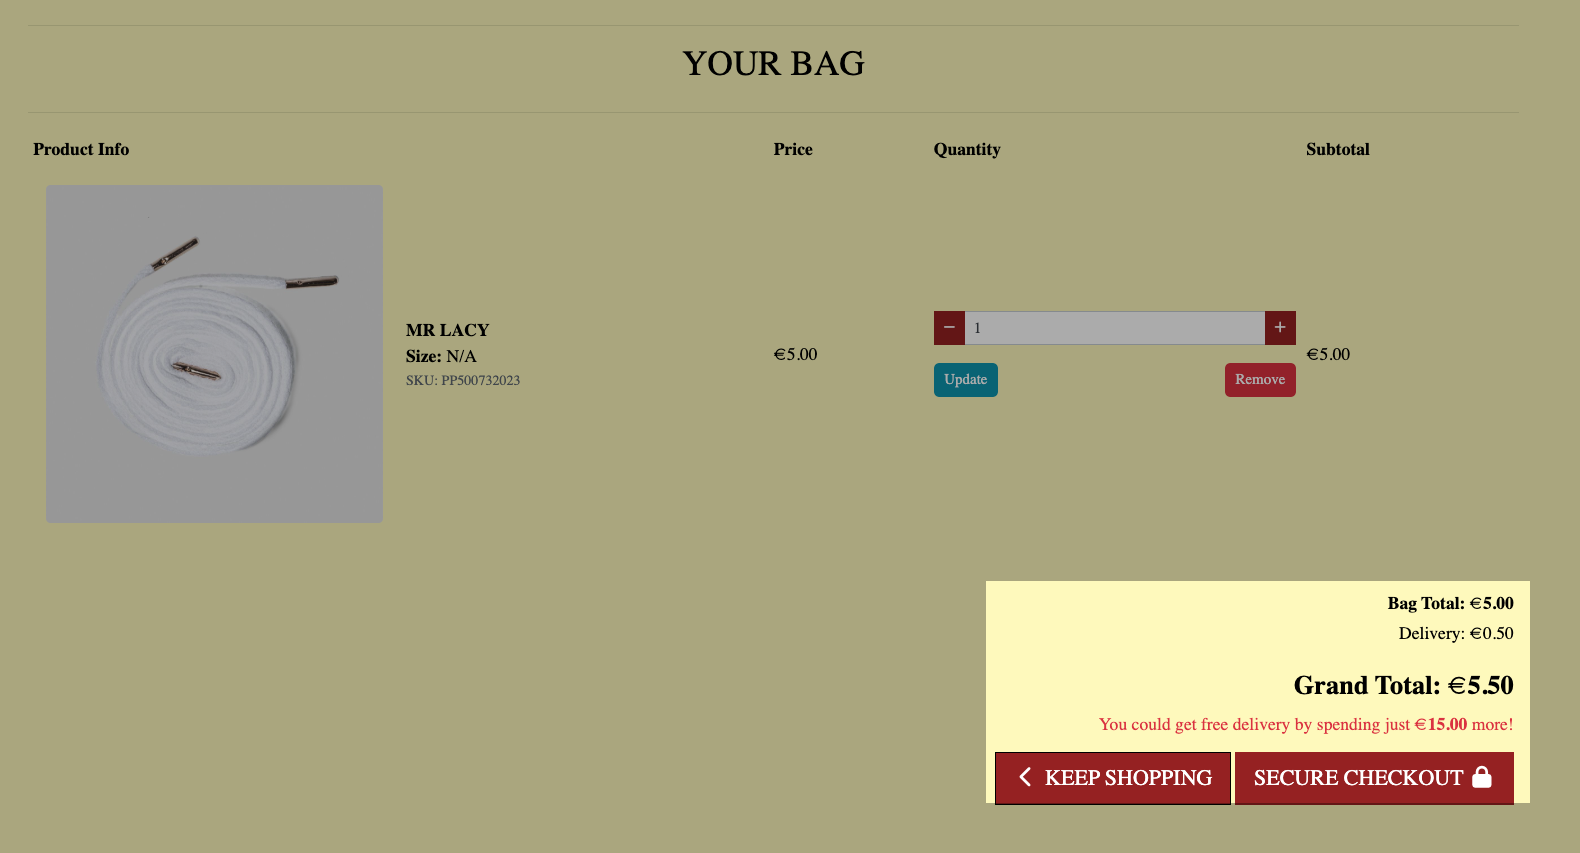 YOUR BAG
Product Info Price Quantity Subtotal
MR LACY
Size: N/A
SKU: PP500732023
€5.00
1
Update Remove
€5.00
Bag Total: €5.00
Delivery: €0.50
Grand Total: €5.50
You could get free delivery by spending just €15.00 more!
KEEP SHOPPING SECURE CHECKOUT